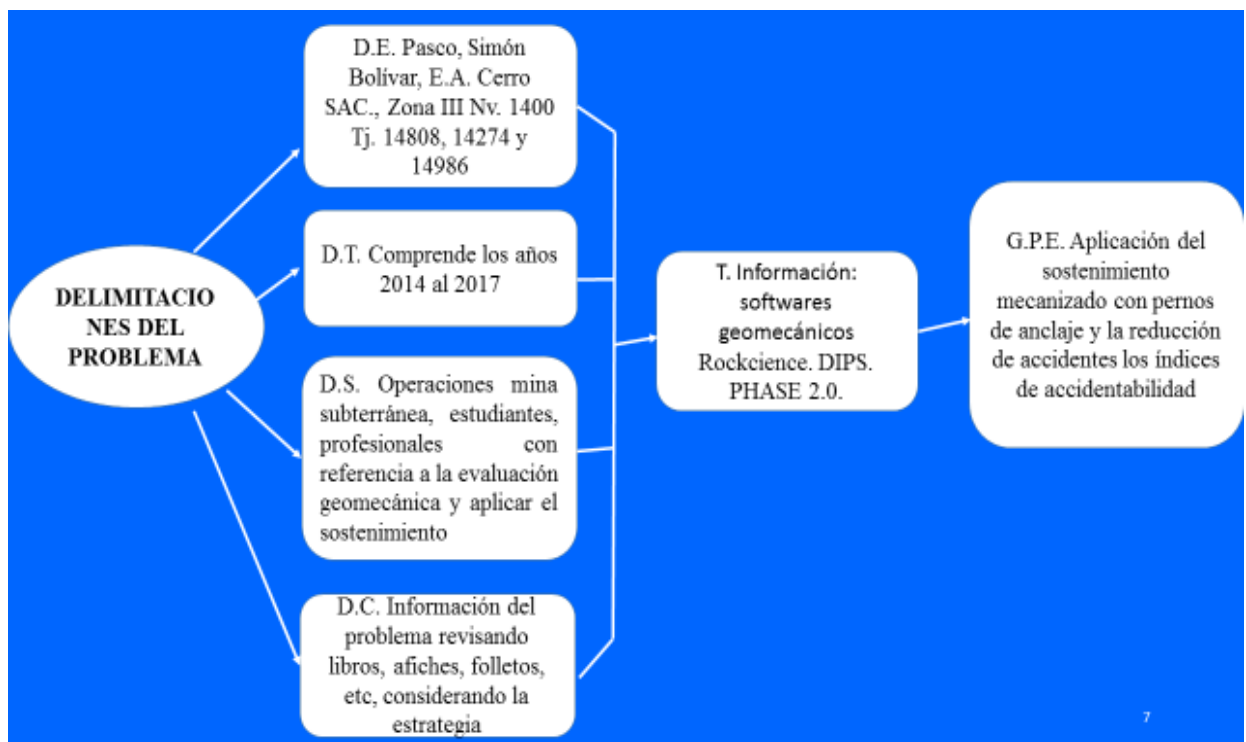 DELIMITACIO
NES DEL
PROBLEMA
D.E. Pasco, Simón
Bolívar, E.A. Cerro
SAC., Zona III Nv. 1400
Tj. 14808, 14274 y
14986
D.T. Comprende los años
2014 al 2017
D.S. Operaciones mina
subterránea, estudiantes,
profesionales con
referencia a la evaluación
geomecánica y aplicar el
sostenimiento
D.C. Información del
problema revisando
libros, afiches, folletos,
etc, considerando la
estrategia
T. Información:
softwares
geomecánicos
Rockcience. DIPS.
PHASE 2.0.
G.P.E. Aplicación del
sostenimiento
mecanizado con pernos
de anclaje y la reducción
de accidentes los índices
de accidentabilidad
7